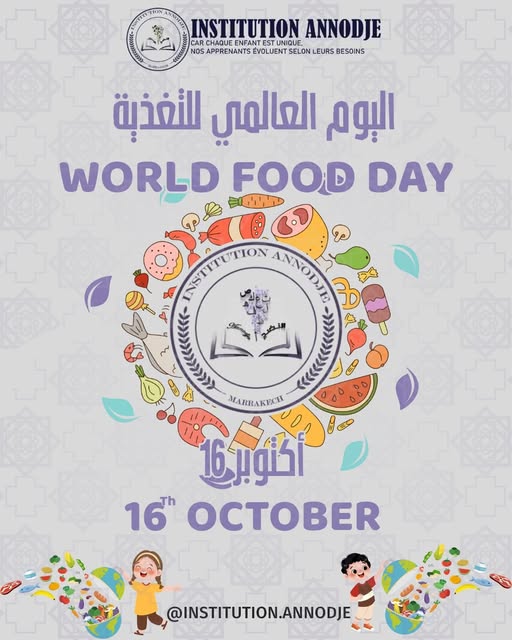 INSTITUTION ANNODJE
CAR CHAQUE ENFANT EST UNIQUE,
NOS APPRENANTS ÉVOLUENT SELON LEURS BESOINS
اليوم العالمي للتغذية
WORLD FOOD DAY
INSTITUTION ANNODJE
MARRAKECH
16 أكتوبر
16Th OCTOBER
@INSTITUTION.ANNODJE